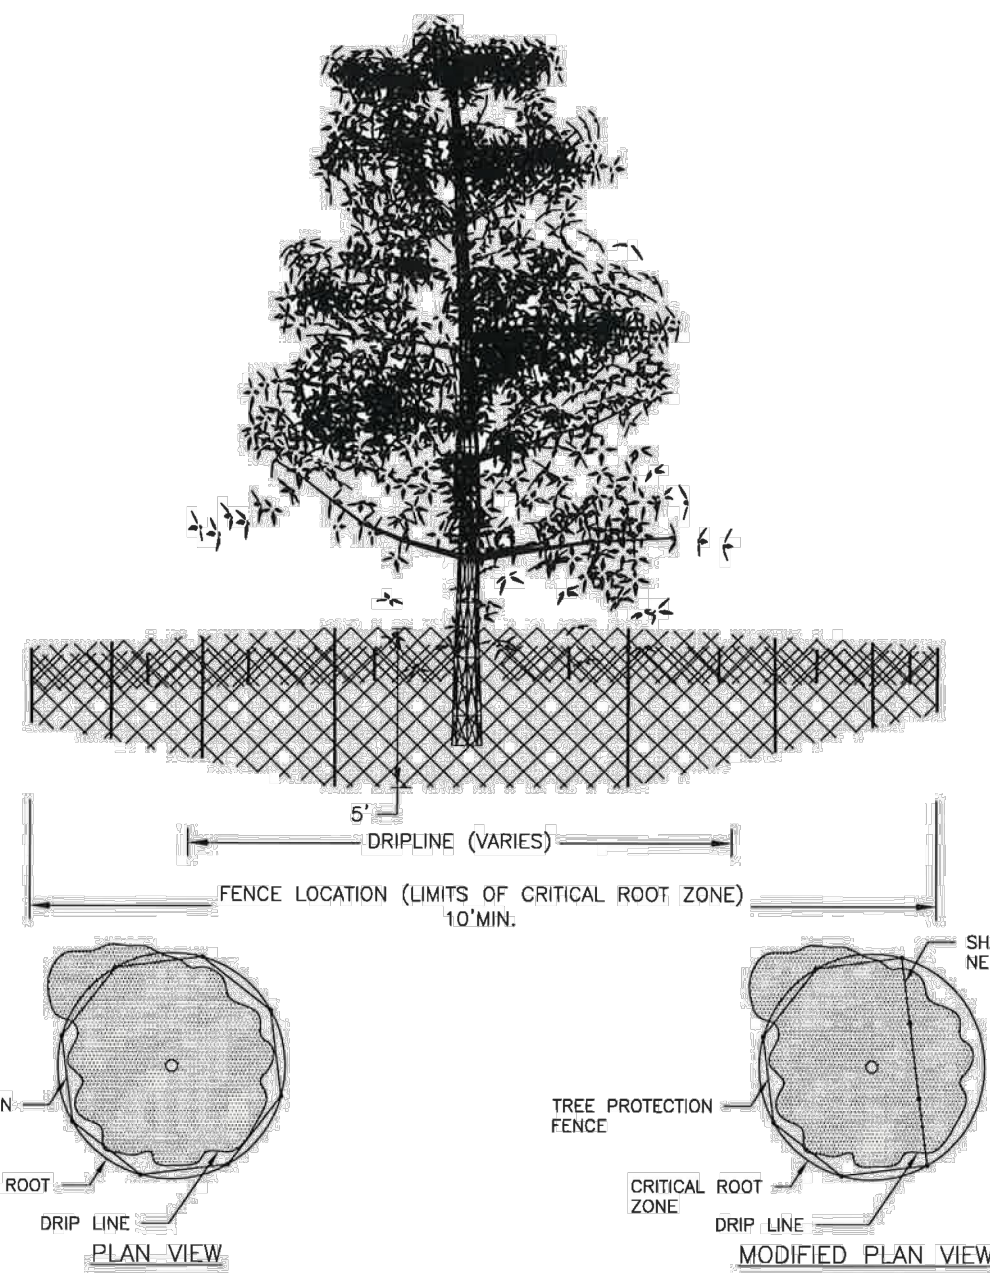 5'
DRIPLINE (VARIES)
FENCE LOCATION (LIMITS OF CRITICAL ROOT ZONE)
10'MIN.
N
ROOT
DRIP LINE
PLAN VIEW
SH
NE
TREE PROTECTION
FENCE
CRITICAL ROOT
ZONE
DRIP LINE
MODIFIED PLAN VIEW